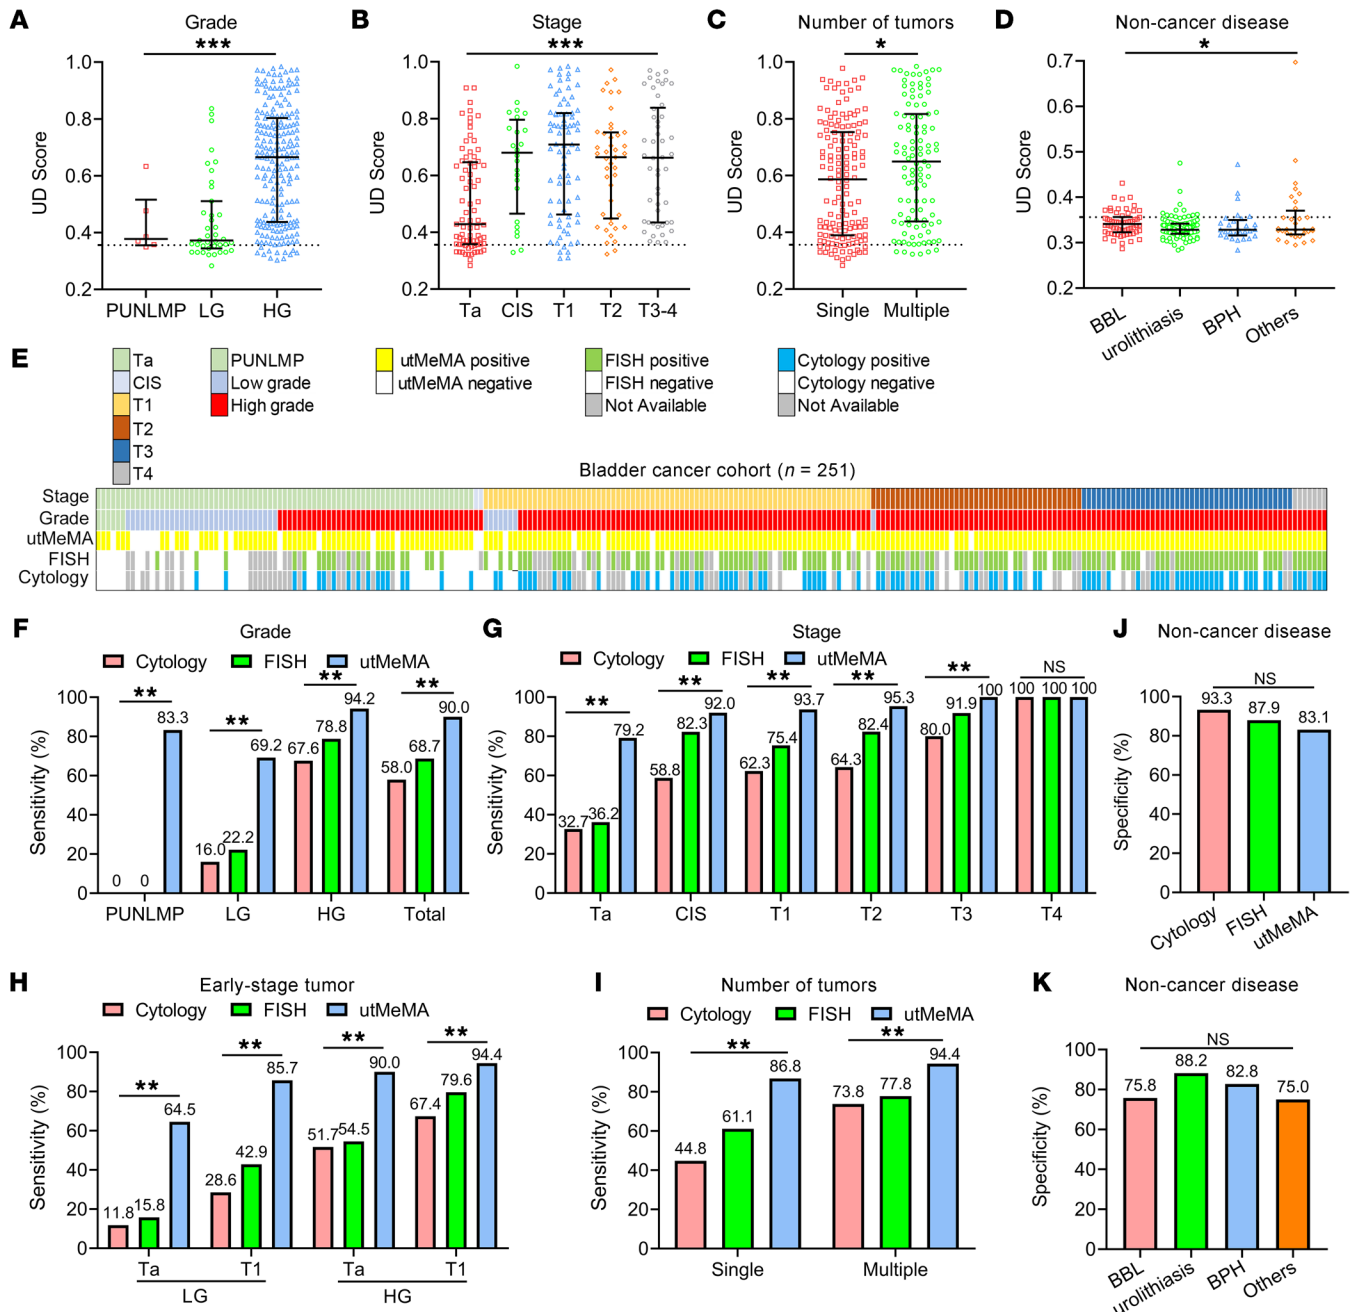 A
Grade
***
UD Score
1.0
0.8
0.6
0.4
0.2
PUNLMP LG HG
B
Stage
***
UD Score
1.0
0.8
0.6
0.4
0.2
Ta CIS T1 T2 T3-4
C
Number of tumors
*
UD Score
1.0
0.8
0.6
0.4
0.2
Single Multiple
D
Non-cancer disease
*
UD Score
0.7
0.6
0.5
0.4
0.3
0.2
BBL urolithiasis BPH Others
E
Ta
CIS
T1
T2
T3
T4
PUNLMP
Low grade
High grade
utMeMA positive
utMeMA negative
FISH positive
FISH negative
Not Available
Cytology positive
Cytology negative
Not Available
Bladder cancer cohort (n = 251)
Stage
Grade
utMeMA
FISH
Cytology
F
Grade
Cytology FISH utMeMA
Sensitivity (%)
100
80
60
40
20
0
** ** ** **
0 0 83.3
16.0 22.2 69.2
67.6 78.8 94.2
58.0 68.7 90.0
PUNLMP LG HG Total
G
Stage
Cytology FISH utMeMA
Sensitivity (%)
100
80
60
40
20
0
** ** ** ** ** NS
32.7 36.2 79.2
58.8 82.3 92.0
62.3 75.4 93.7
64.3 82.4 95.3
80.0 91.9 100
100 100 100
Ta CIS T1 T2 T3 T4
J
Non-cancer disease
NS
Specificity (%)
100
80
60
40
20
0
93.3 87.9 83.1
Cytology FISH utMeMA
H
Early-stage tumor
Cytology FISH utMeMA
Sensitivity (%)
100
80
60
40
20
0
** ** ** **
11.8 15.8 64.5
28.6 42.9 85.7
51.7 54.5 90.0
67.4 79.6 94.4
Ta T1 Ta T1
LG HG
I
Number of tumors
Cytology FISH utMeMA
Sensitivity (%)
100
80
60
40
20
0
** **
44.8 61.1 86.8
73.8 77.8 94.4
Single Multiple
K
Non-cancer disease
NS
Specificity (%)
100
80
60
40
20
0
75.8 88.2 82.8 75.0
BBL urolithiasis BPH Others